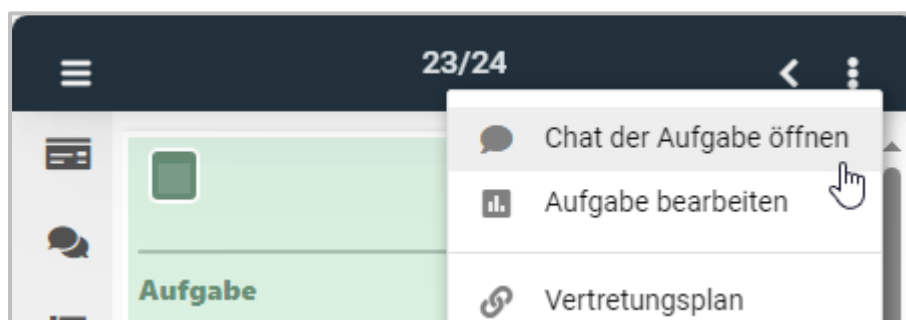 23/24
Chat der Aufgabe öffnen
Aufgabe bearbeiten
Aufgabe
Vertretungsplan